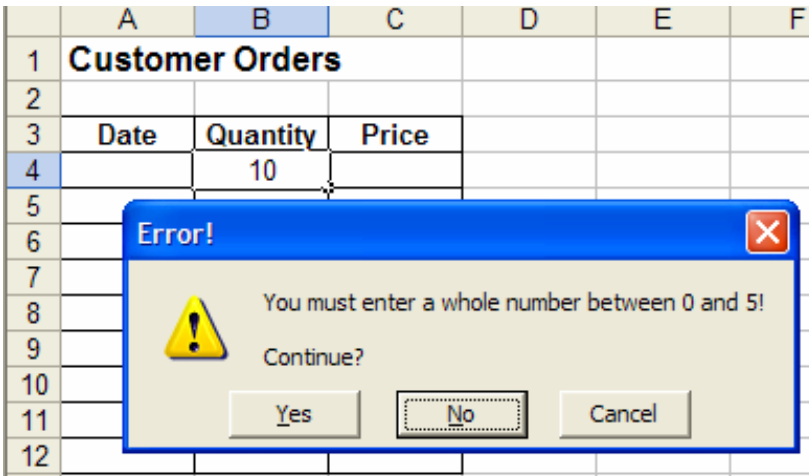 A B C D E F
1 Customer Orders
2
3 Date Quantity Price
4 10
5
6
7
8
9
10
11
12
Error!
You must enter a whole number between 0 and 5!
Continue?
Yes No Cancel